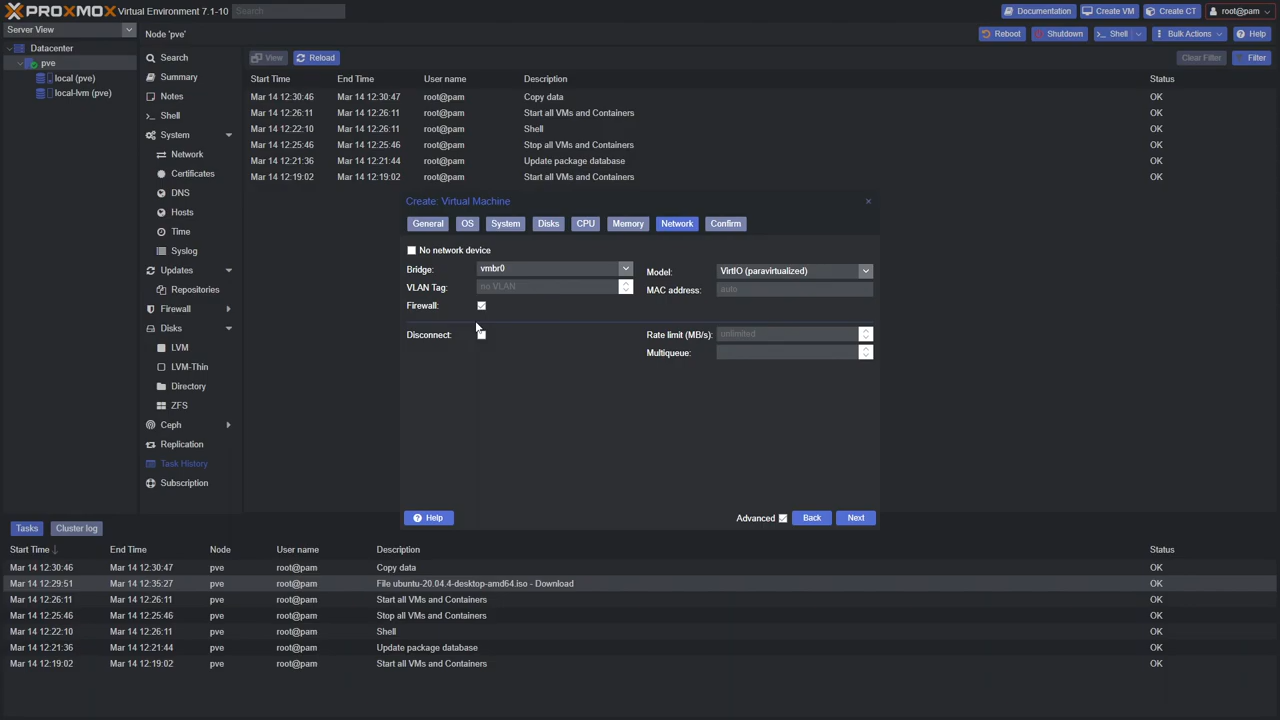 PROXMOX Virtual Environment 7.1-10 Search Documentation Create VM Create CT root@pam
Server View
Node 'pve' Reboot Shutdown Shell Bulk Actions Help
Datacenter
pve
local (pve)
local-lvm (pve)
Search
Summary
Notes
Shell
System
Network
Certificates
DNS
Hosts
Time
Syslog
Updates
Repositories
Firewall
Disks
LVM
LVM-Thin
Directory
ZFS
Ceph
Replication
Task History
Subscription
View Reload Clear Filter Filter
Start Time End Time User name Description Status
Mar 14 12:30:46 Mar 14 12:30:47 root@pam Copy data OK
Mar 14 12:26:11 Mar 14 12:26:11 root@pam Start all VMs and Containers OK
Mar 14 12:22:10 Mar 14 12:26:11 root@pam Shell OK
Mar 14 12:25:46 Mar 14 12:25:46 root@pam Stop all VMs and Containers OK
Mar 14 12:21:36 Mar 14 12:21:44 root@pam Update package database OK
Mar 14 12:19:02 Mar 14 12:19:02 root@pam Start all VMs and Containers OK
Create: Virtual Machine
General OS System Disks CPU Memory Network Confirm
No network device
Bridge: vmbr0 Model: VirtIO (paravirtualized)
VLAN Tag: no VLAN MAC address: auto
Firewall:
Disconnect: Rate limit (MB/s): unlimited
Multiqueue:
Help Advanced Back Next
Tasks Cluster log
Start Time End Time Node User name Description Status
Mar 14 12:30:46 Mar 14 12:30:47 pve root@pam Copy data OK
Mar 14 12:29:51 Mar 14 12:35:27 pve root@pam File ubuntu-20.04.4-desktop-amd64.iso - Download OK
Mar 14 12:26:11 Mar 14 12:26:11 pve root@pam Start all VMs and Containers OK
Mar 14 12:25:46 Mar 14 12:25:46 pve root@pam Stop all VMs and Containers OK
Mar 14 12:22:10 Mar 14 12:26:11 pve root@pam Shell OK
Mar 14 12:21:36 Mar 14 12:21:44 pve root@pam Update package database OK
Mar 14 12:19:02 Mar 14 12:19:02 pve root@pam Start all VMs and Containers OK